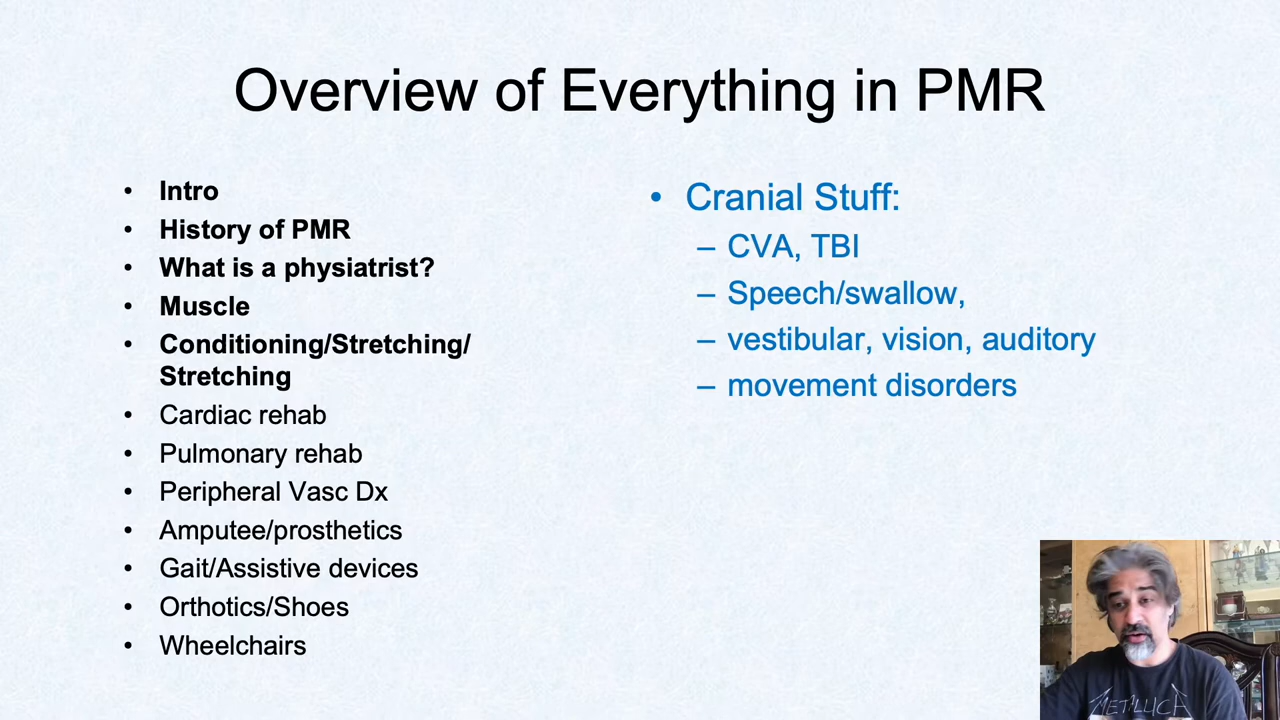 Overview of Everything in PMR
• Intro
• History of PMR
• What is a physiatrist?
• Muscle
• Conditioning/Stretching/
Stretching
• Cardiac rehab
• Pulmonary rehab
• Peripheral Vasc Dx
• Amputee/prosthetics
• Gait/Assistive devices
• Orthotics/Shoes
• Wheelchairs
• Cranial Stuff:
– CVA, TBI
– Speech/swallow,
– vestibular, vision, auditory
– movement disorders
METALLICA